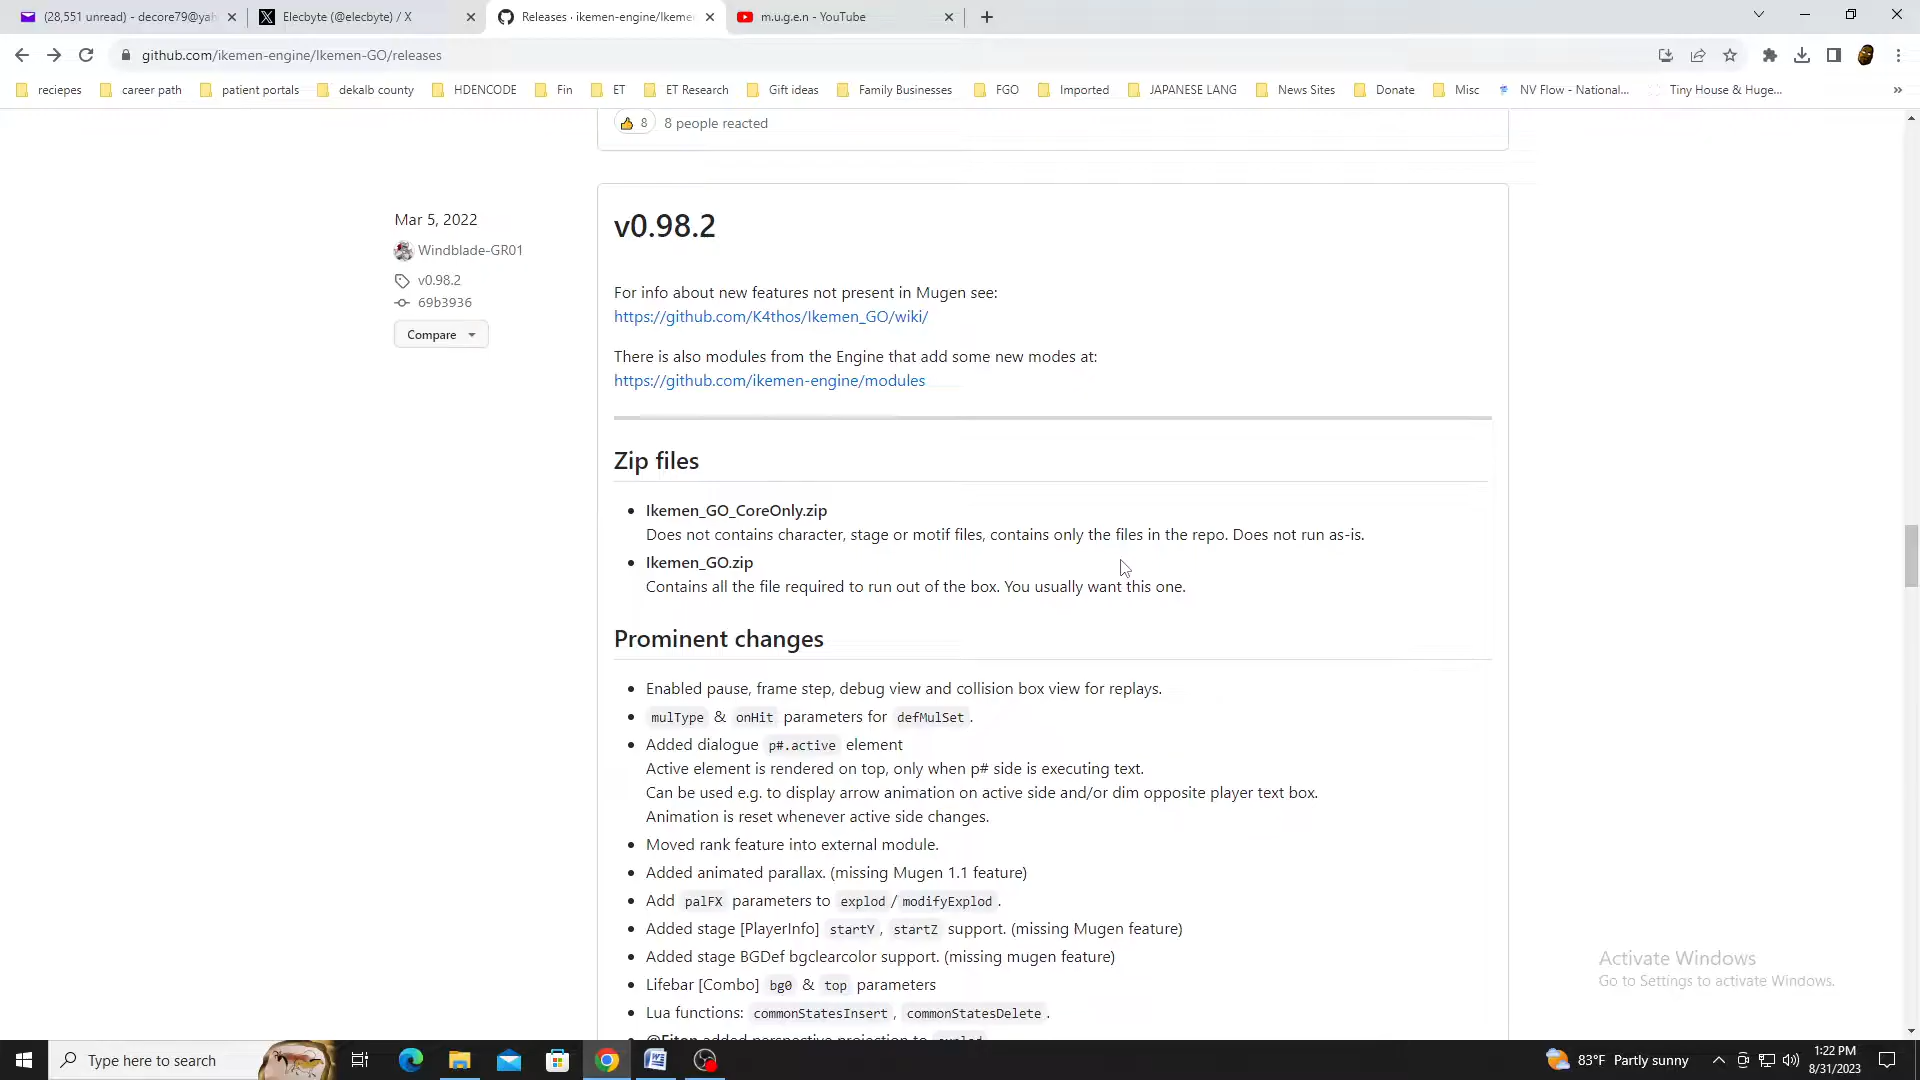 (28,551 unread) - decore79@yah
Elecbyte (@elecbyte) / X
Releases · ikemen-engine/Ikeme
m.u.g.e.n - YouTube
github.com/ikemen-engine/Ikemen-GO/releases
reciepes
career path
patient portals
dekalb county
HDENCODE
Fin
ET
ET Research
Gift ideas
Family Businesses
FGO
Imported
JAPANESE LANG
News Sites
Donate
Misc
NV Flow - National...
Tiny House & Huge...
8
8 people reacted
Mar 5, 2022
Windblade-GR01
v0.98.2
69b3936
Compare
v0.98.2
For info about new features not present in Mugen see:
https://github.com/K4thos/Ikemen_GO/wiki/
There is also modules from the Engine that add some new modes at:
https://github.com/ikemen-engine/modules
Zip files
Ikemen_GO_CoreOnly.zip
Does not contains character, stage or motif files, contains only the files in the repo. Does not run as-is.
Ikemen_GO.zip
Contains all the file required to run out of the box. You usually want this one.
Prominent changes
Enabled pause, frame step, debug view and collision box view for replays.
mulType & onHit parameters for defMulSet.
Added dialogue p#.active element
Active element is rendered on top, only when p# side is executing text.
Can be used e.g. to display arrow animation on active side and/or dim opposite player text box.
Animation is reset whenever active side changes.
Moved rank feature into external module.
Added animated parallax. (missing Mugen 1.1 feature)
Add palFX parameters to explod/modifyExplod.
Added stage [PlayerInfo] startY, startZ support. (missing Mugen feature)
Added stage BGDef bgclearcolor support. (missing mugen feature)
Lifebar [Combo] bg0 & top parameters
Lua functions: commonStatesInsert, commonStatesDelete.
added perspective projection to explod
Activate Windows
Go to Settings to activate Windows.
Type here to search
83°F Partly sunny
1:22 PM
8/31/2023